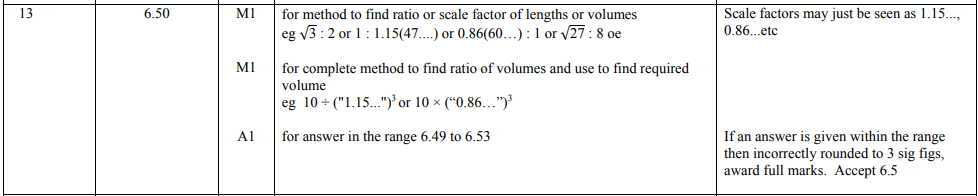 13 6.50 M1 for method to find ratio or scale factor of lengths or volumes Scale factors may just be seen as 1.15...,
eg √3 : 2 or 1 : 1.15(47....) or 0.86(60…) : 1 or √27 : 8 oe 0.86...etc
M1 for complete method to find ratio of volumes and use to find required
volume
eg 10 ÷ ("1.15...")³ or 10 × (“0.86…”)³
A1 for answer in the range 6.49 to 6.53 If an answer is given within the range
then incorrectly rounded to 3 sig figs,
award full marks. Accept 6.5